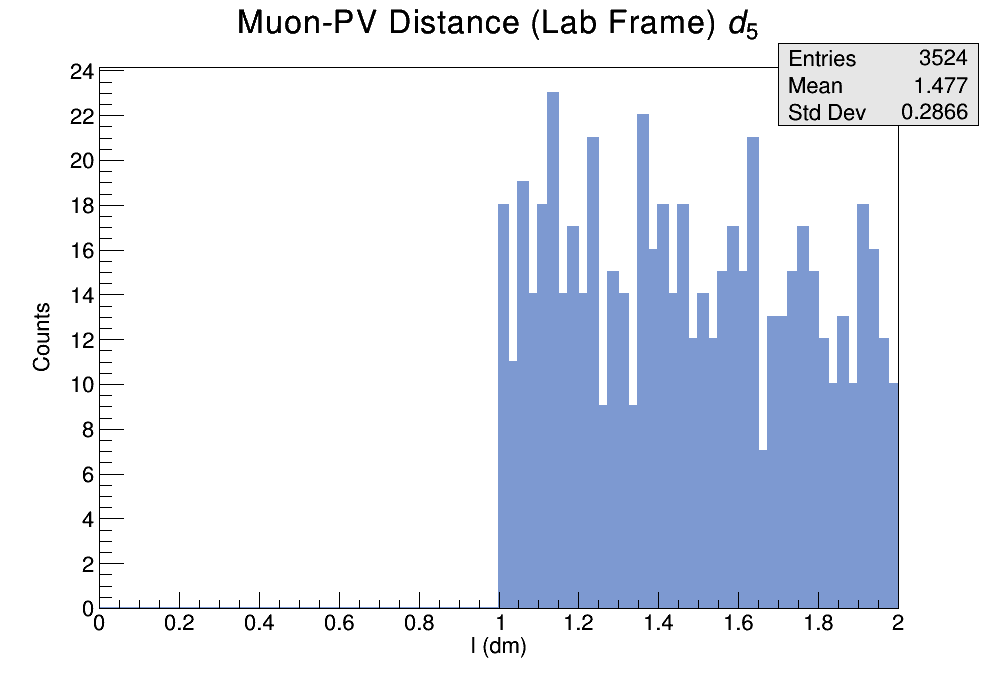 Muon-PV Distance (Lab Frame) d5
Entries 3524
Mean 1.477
Std Dev 0.2866
24
22
20
18
16
14
12
10
8
6
4
2
0
Counts
0 0.2 0.4 0.6 0.8 1 1.2 1.4 1.6 1.8 2
l (dm)